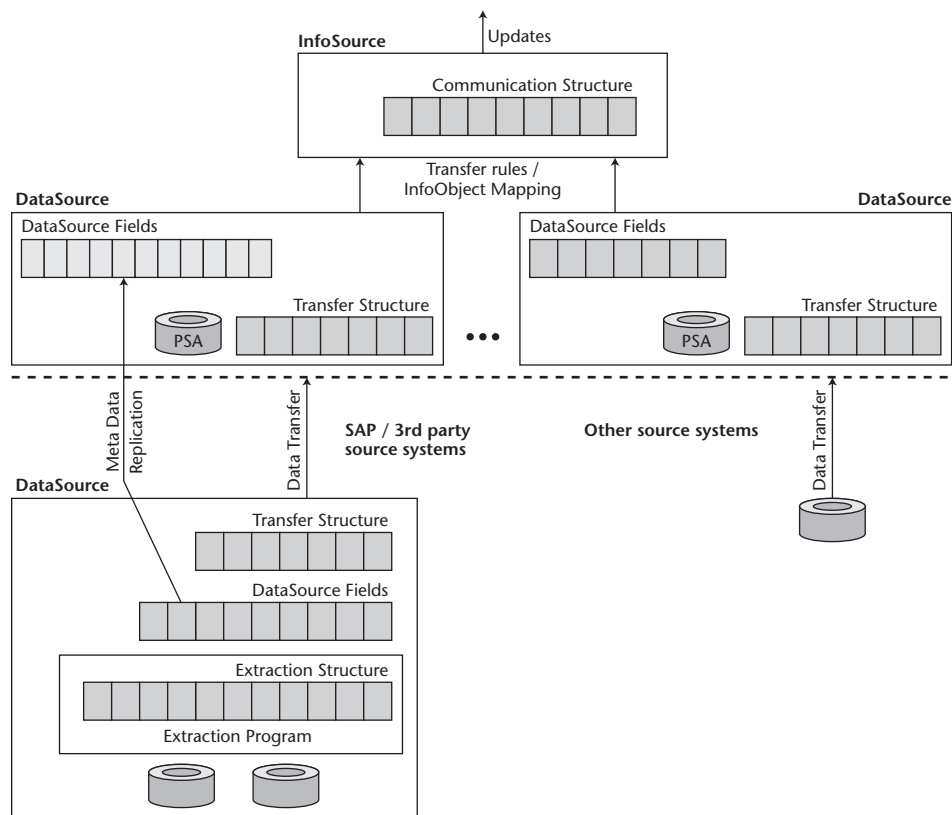 Updates
InfoSource
Communication Structure
Transfer rules /
InfoObject Mapping
DataSource
DataSource
DataSource Fields
DataSource Fields
Transfer Structure
Transfer Structure
PSA
PSA
Meta Data
Replication
Data Transfer
SAP / 3rd party
source systems
Other source systems
Data Transfer
DataSource
Transfer Structure
DataSource Fields
Extraction Structure
Extraction Program